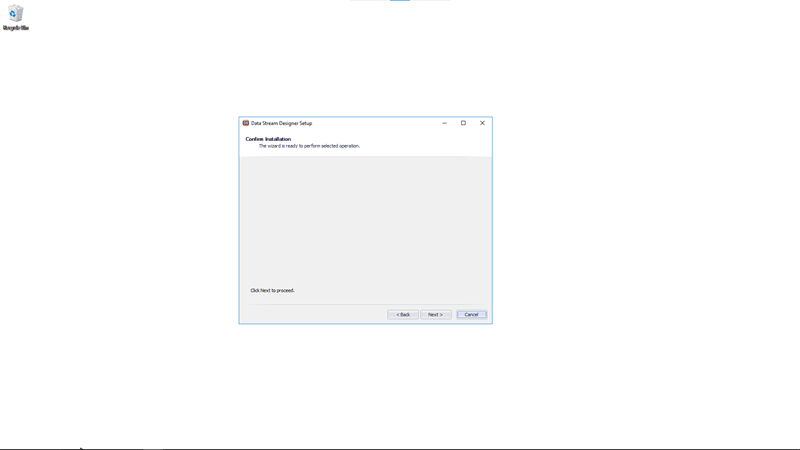 Recycle Bin
Data Stream Designer Setup
Confirm Installation
The wizard is ready to perform selected operation.
Click Next to proceed.
< Back
Next >
Cancel